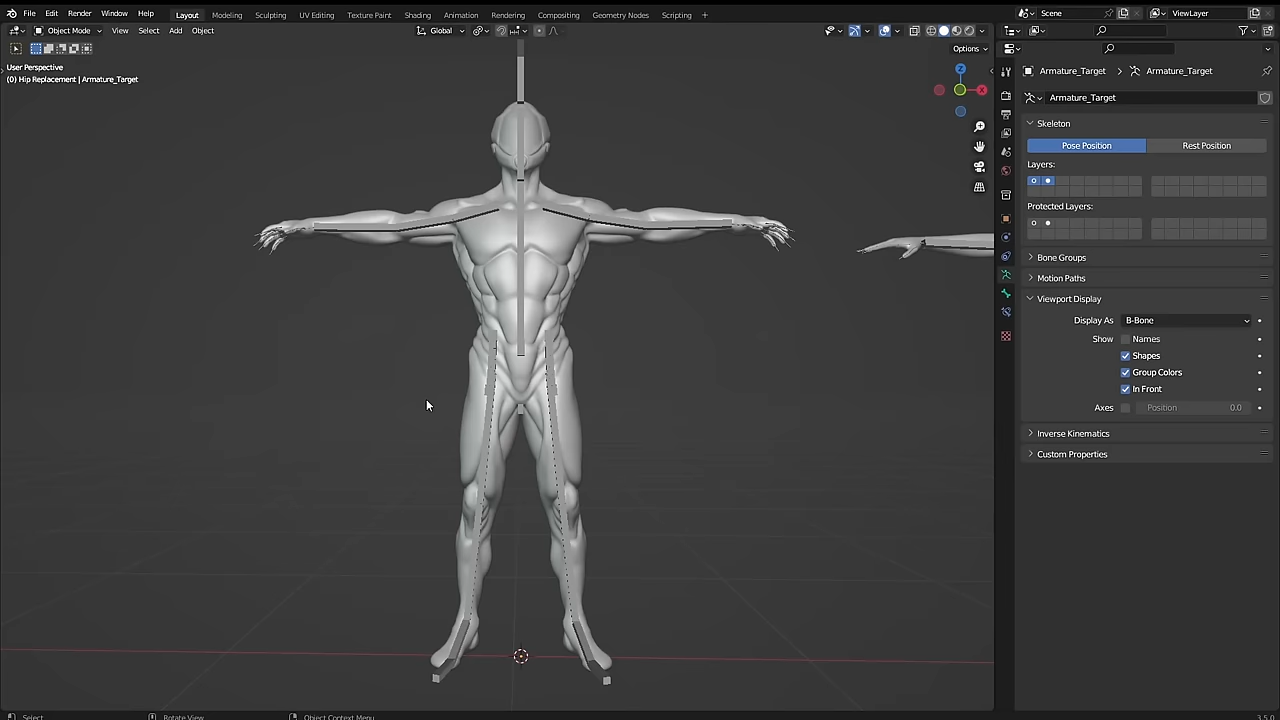 File Edit Render Window Help Layout Modeling Sculpting UV Editing Texture Paint Shading Animation Rendering Compositing Geometry Nodes Scripting + Scene ViewLayer
Object Mode View Select Add Object Global
Options
User Perspective
(0) Hip Replacement | Armature_Target
Z
X
Armature_Target > Armature_Target
Armature_Target
Skeleton
Pose Position Rest Position
Layers:
Protected Layers:
Bone Groups
Motion Paths
Viewport Display
Display As B-Bone
Show Names
Shapes
Group Colors
In Front
Axes Position 0.0
Inverse Kinematics
Custom Properties
Select Rotate View Object Context Menu 3.5.0